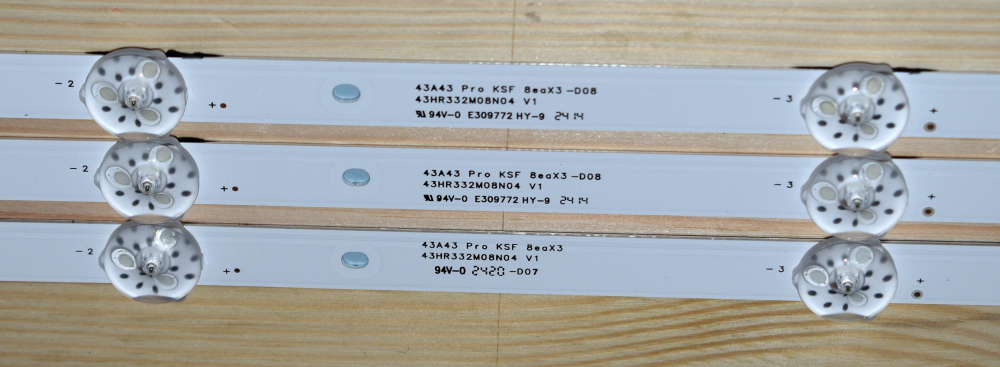 - 2 + 43A43 Pro KSF 8eaX3-D08 - 3 +
43HR332M08N04 V1
94V-0 E309772 HY-9 2414
- 2 + 43A43 Pro KSF 8eaX3-D08 - 3 +
43HR332M08N04 V1
94V-0 E309772 HY-9 2414
- 2 + 43A43 Pro KSF 8eaX3 - 3 +
43HR332M08N04 V1
94V-0 2420-D07